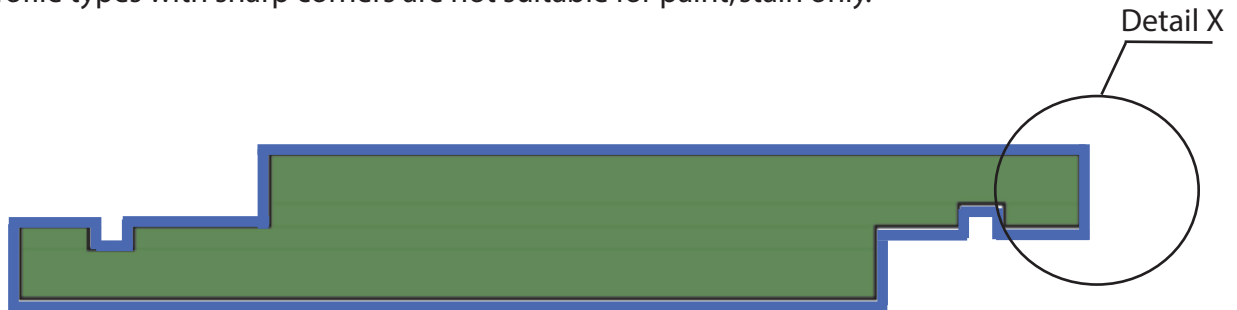 types with sharp corners are not suitable for paint/stain only.
Detail X